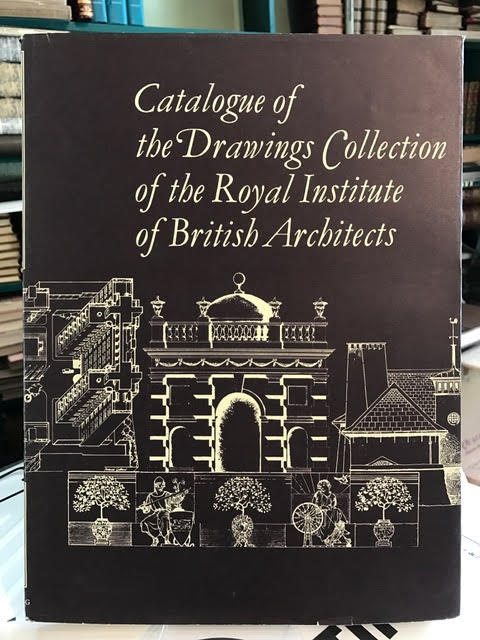 Catalogue of
the Drawings Collection
of the Royal Institute
of British Architects
G